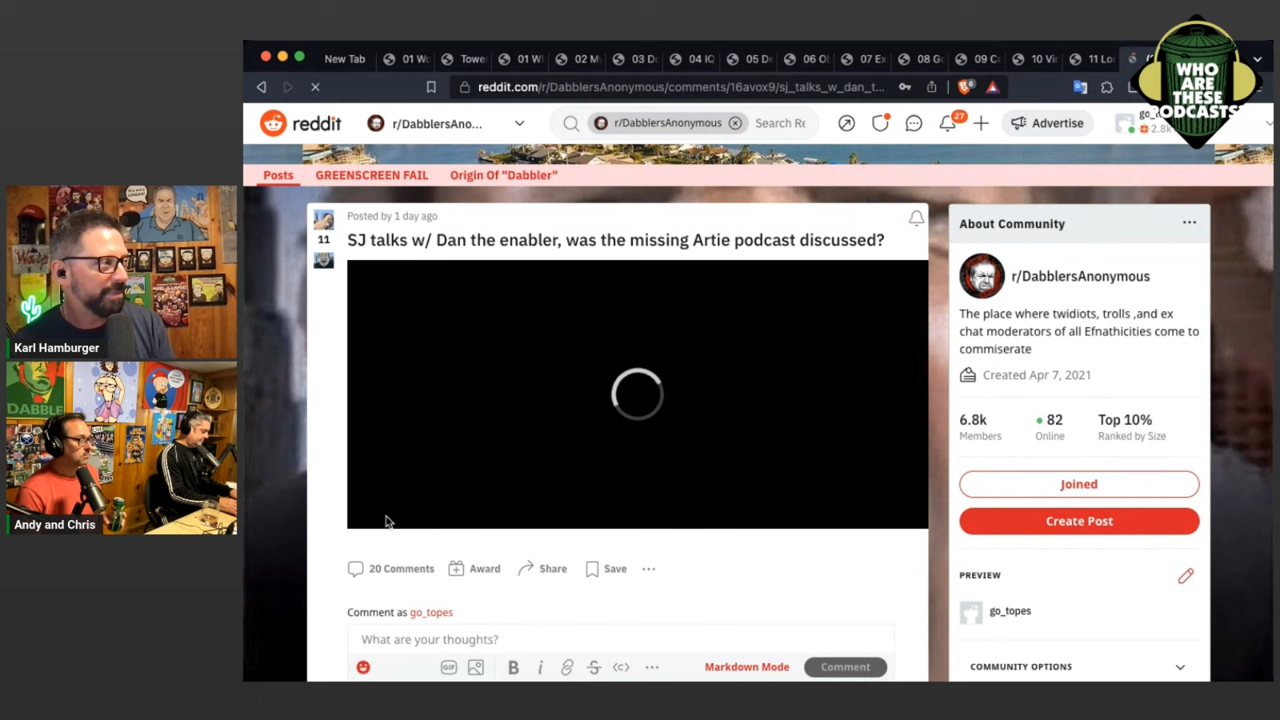 WHO
ARE
THESE
PODCASTS
New Tab
reddit.com/r/DabblersAnonymous/comments/16avox9/sj_talks_w_dan_t...
reddit
r/DabblersAno...
r/DabblersAnonymous
Search Re
27
Advertise
Posts
GREENSCREEN FAIL
Origin Of "Dabbler"
Posted by 1 day ago
11
SJ talks w/ Dan the enabler, was the missing Artie podcast discussed?
20 Comments
Award
Share
Save
Comment as go_topes
What are your thoughts?
GIF
B
i
Markdown Mode
Comment
About Community
r/DabblersAnonymous
The place where twidiots, trolls ,and ex
chat moderators of all Efnathicities come to
commiserate
Created Apr 7, 2021
6.8k
82
Top 10%
Members
Online
Ranked by Size
Joined
Create Post
PREVIEW
go_topes
COMMUNITY OPTIONS
Karl Hamburger
DABBLE
Andy and Chris